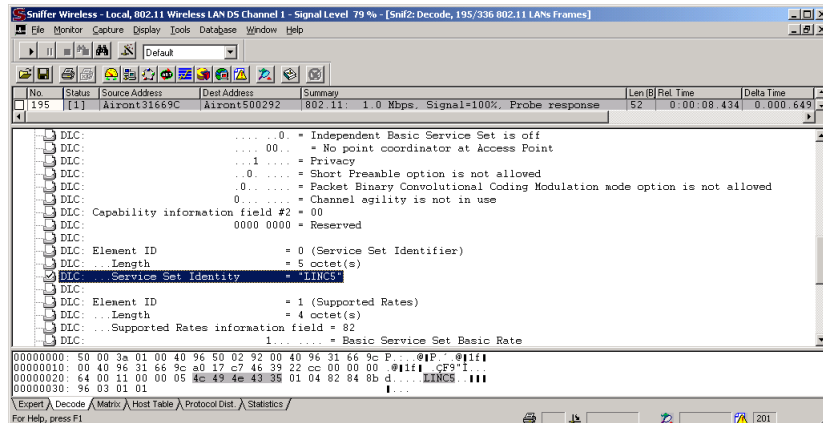 Sniffer Wireless - Local, 802.11 Wireless LAN DS Channel 1 - Signal Level 79 % - [Snif2: Decode, 195/336 802.11 LANs Frames]
File Monitor Capture Display Tools Database Window Help
Default
No. Status Source Address Dest Address Summary Len (B) Rel. Time Delta Time
195 [1] Airont31669C Airont500292 802.11: 1.0 Mbps, Signal=100%, Probe response 52 0:00:08.434 0.000.649
DLC: .... ..0. = Independent Basic Service Set is off
DLC: .... 00.. = No point coordinator at Access Point
DLC: ...1 .... = Privacy
DLC: ..0. .... = Short Preamble option is not allowed
DLC: .0.. .... = Packet Binary Convolutional Coding Modulation mode option is not allowed
DLC: 0... .... = Channel agility is not in use
DLC: Capability information field #2 = 00
DLC: 0000 0000 = Reserved
DLC:
DLC: Element ID = 0 (Service Set Identifier)
DLC: ...Length = 5 octet(s)
DLC: ...Service Set Identity = "LINC5"
DLC:
DLC: Element ID = 1 (Supported Rates)
DLC: ...Length = 4 octet(s)
DLC: ...Supported Rates information field = 82
DLC: 1... .... = Basic Service Set Basic Rate
00000000: 50 00 3a 01 00 40 96 50 02 92 00 40 96 31 66 9c P.:..@.P...@.1f.
00000010: 00 40 96 31 66 9c a0 17 c7 46 39 22 cc 00 00 00 .@.1f. .ÇF9"Ì...
00000020: 64 00 11 00 00 05 4c 49 4e 43 35 01 04 82 84 8b d.....LINC5..
00000030: 96 03 01 01 ...
Expert Decode Matrix Host Table Protocol Dist. Statistics
For Help, press F1
201